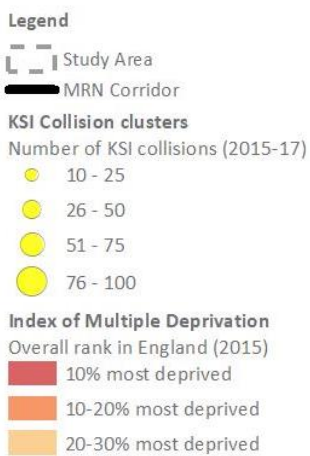 Legend
Study Area
MRN Corridor
KSI Collision clusters
Number of KSI collisions (2015-17)
10 - 25
26 - 50
51 - 75
76 - 100
Index of Multiple Deprivation
Overall rank in England (2015)
10% most deprived
10-20% most deprived
20-30% most deprived